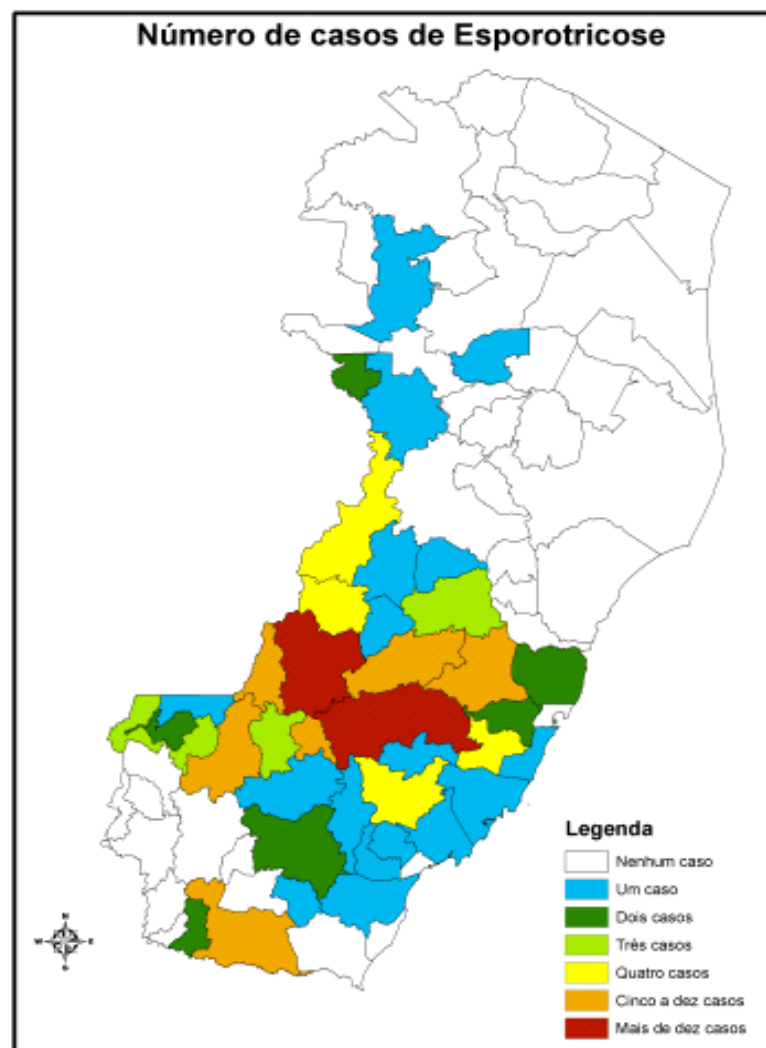 Número de casos de Esporotricose
Legenda
Nenhum caso
Um caso
Dois casos
Três casos
Quatro casos
Cinco a dez casos
Mais de dez casos
N
W
E
S